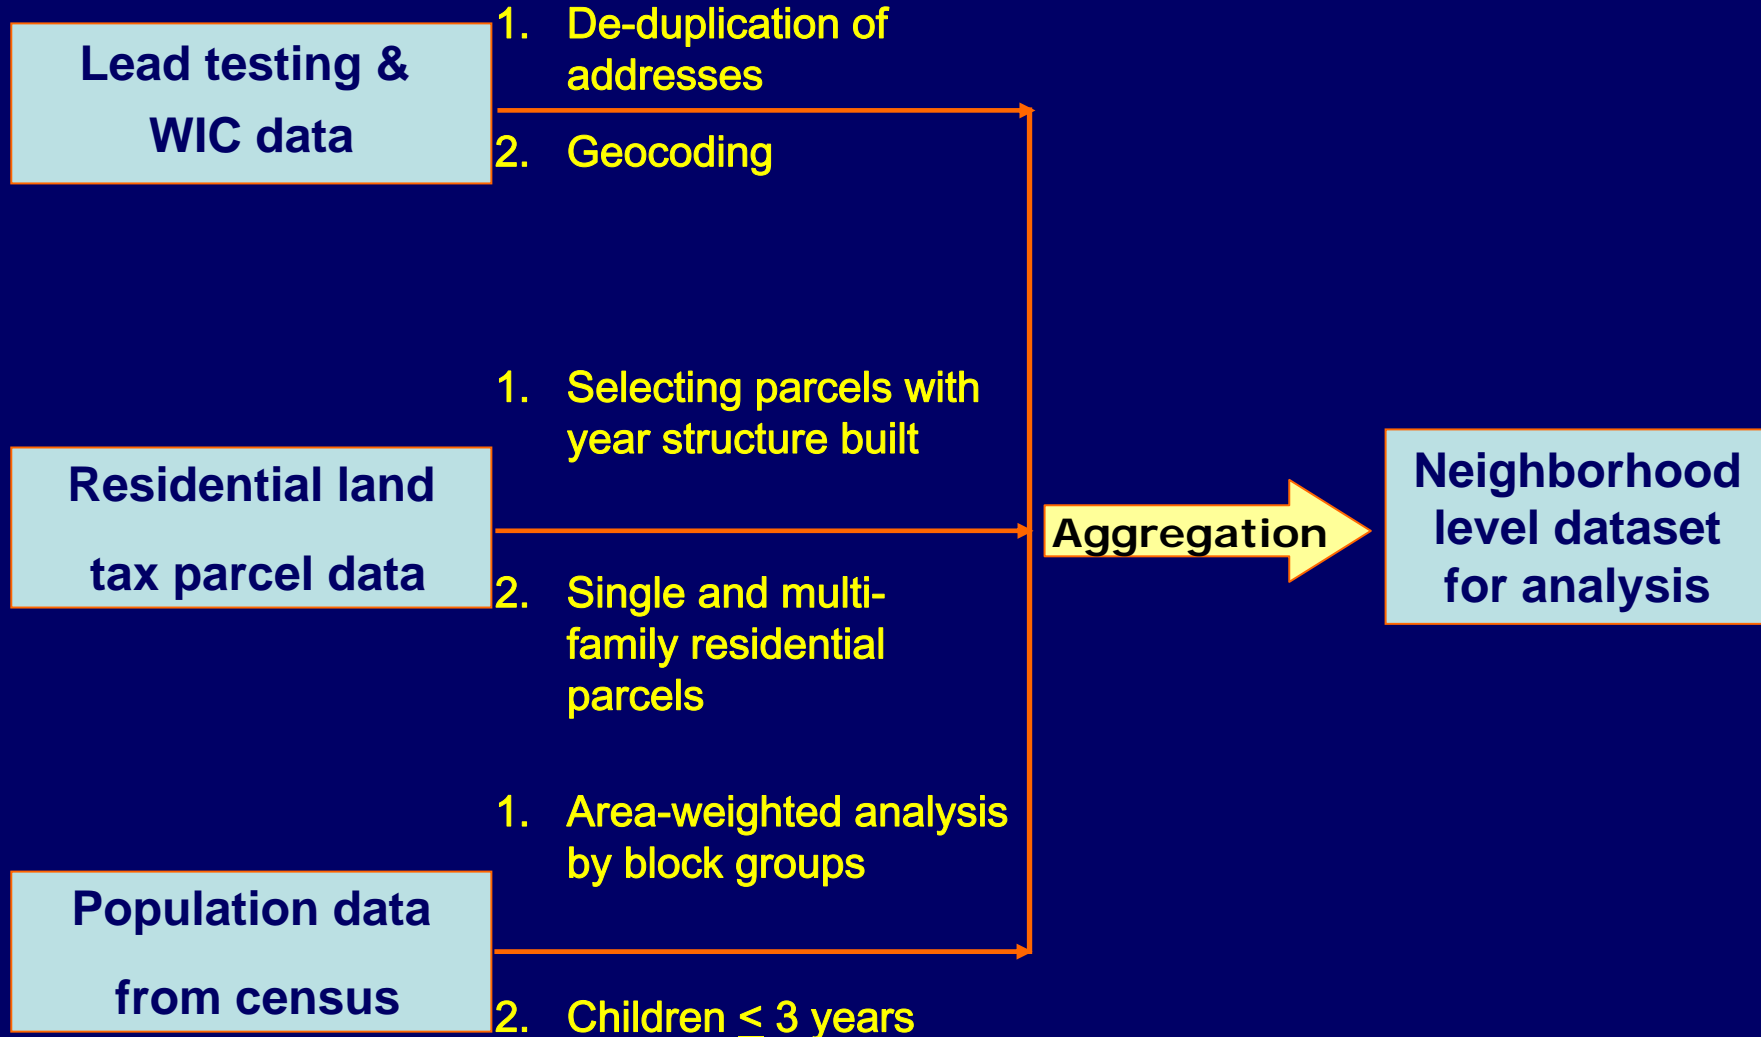 Lead testing &
WIC data
1. De-duplication of
addresses
2. Geocoding
Residential land
tax parcel data
1. Selecting parcels with
year structure built
2. Single and multi-
family residential
parcels
Population data
from census
1. Area-weighted analysis
by block groups
2. Children ≤ 3 years
Aggregation
Neighborhood
level dataset
for analysis